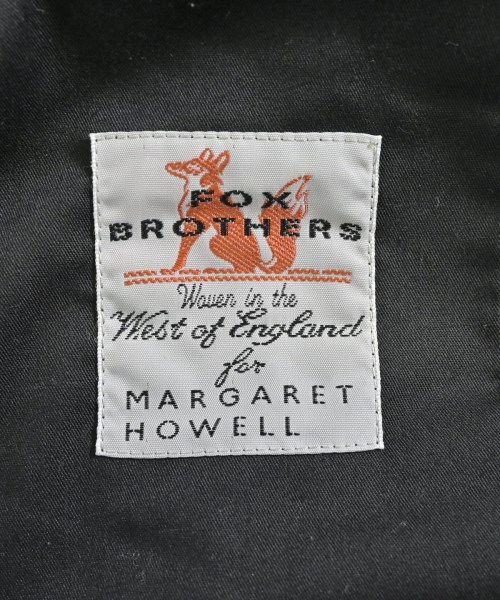 FOX
BROTHERS
Woven in the
West of England
for
MARGARET
HOWELL